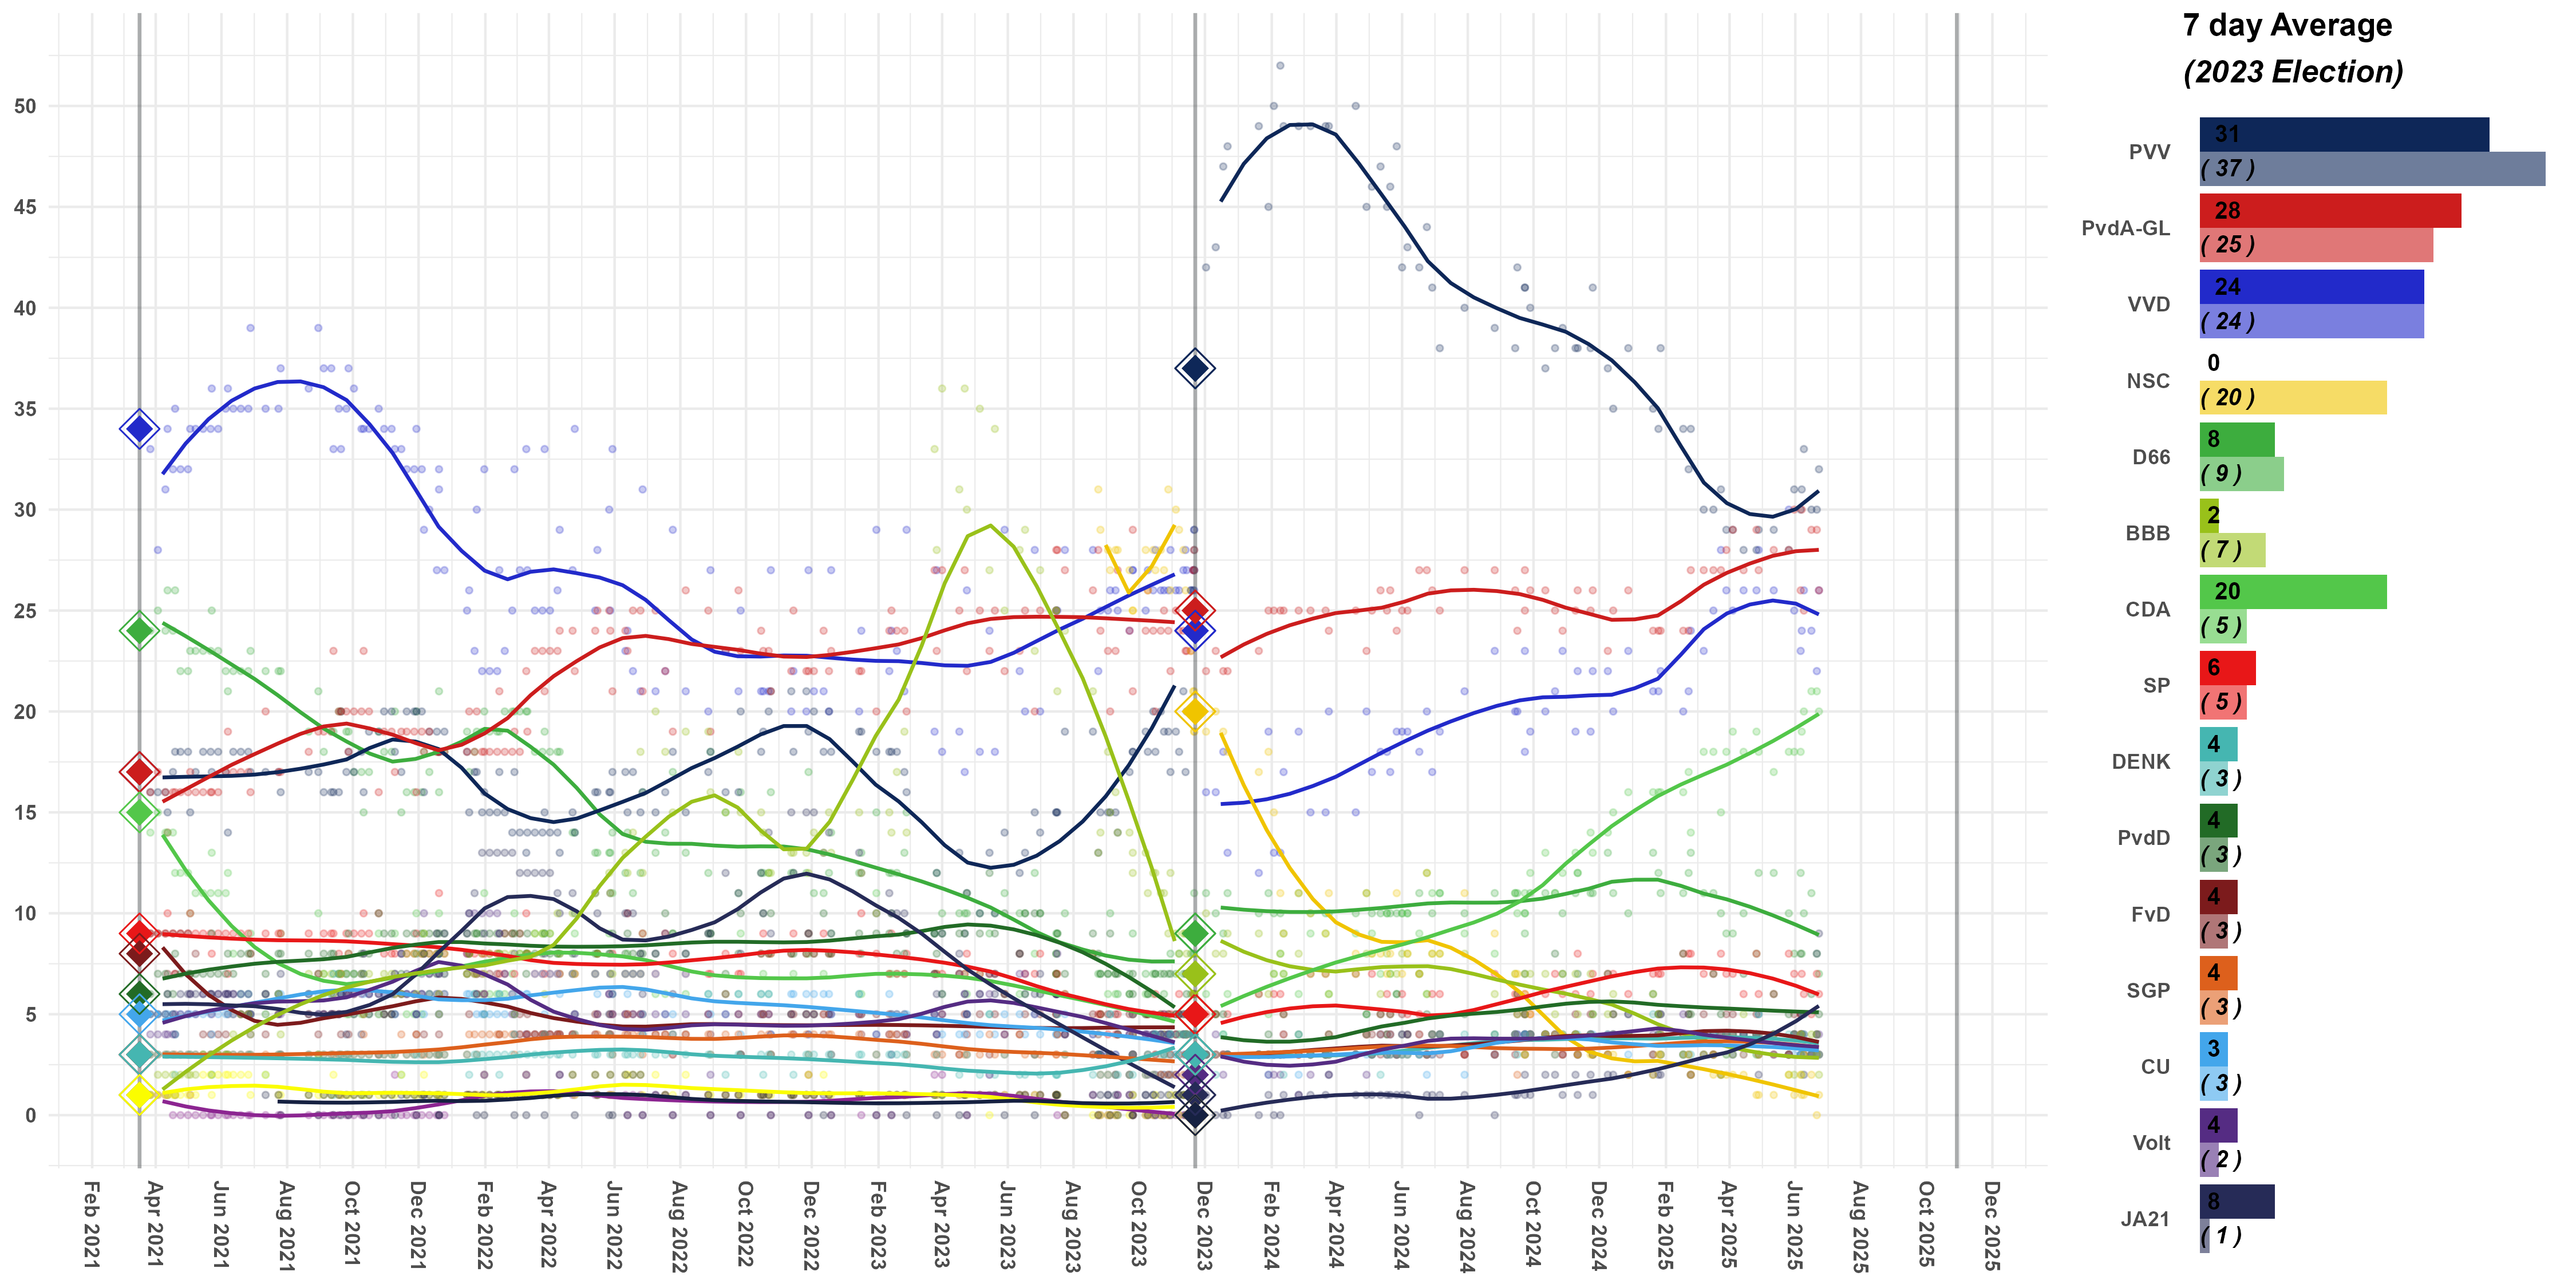 7 day Average
(2023 Election)
50
45
40
35
30
25
20
15
10
5
0
Feb 2021
Apr 2021
Jun 2021
Aug 2021
Oct 2021
Dec 2021
Feb 2022
Apr 2022
Jun 2022
Aug 2022
Oct 2022
Dec 2022
Feb 2023
Apr 2023
Jun 2023
Aug 2023
Oct 2023
Dec 2023
Feb 2024
Apr 2024
Jun 2024
Aug 2024
Oct 2024
Dec 2024
Feb 2025
Apr 2025
Jun 2025
Aug 2025
Oct 2025
Dec 2025
PVV
31
( 37 )
PvdA-GL
28
( 25 )
VVD
24
( 24 )
NSC
0
( 20 )
D66
8
( 9 )
BBB
2
( 7 )
CDA
20
( 5 )
SP
6
( 5 )
DENK
4
( 3 )
PvdD
4
( 3 )
FvD
4
( 3 )
SGP
4
( 3 )
CU
3
( 3 )
Volt
4
( 2 )
JA21
8
( 1 )